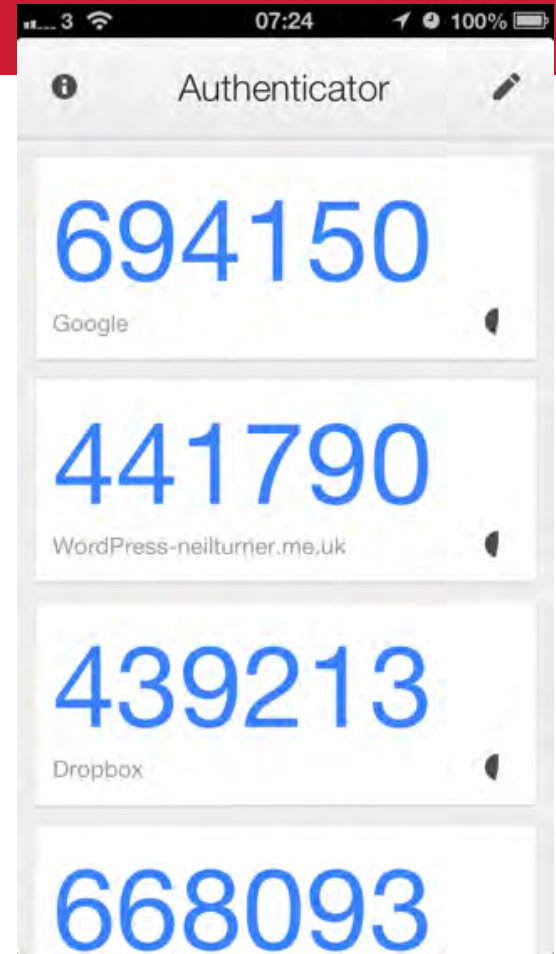 3 07:24 100%
Authenticator
694150
Google
441790
WordPress-neilturner.me.uk
439213
Dropbox
668093